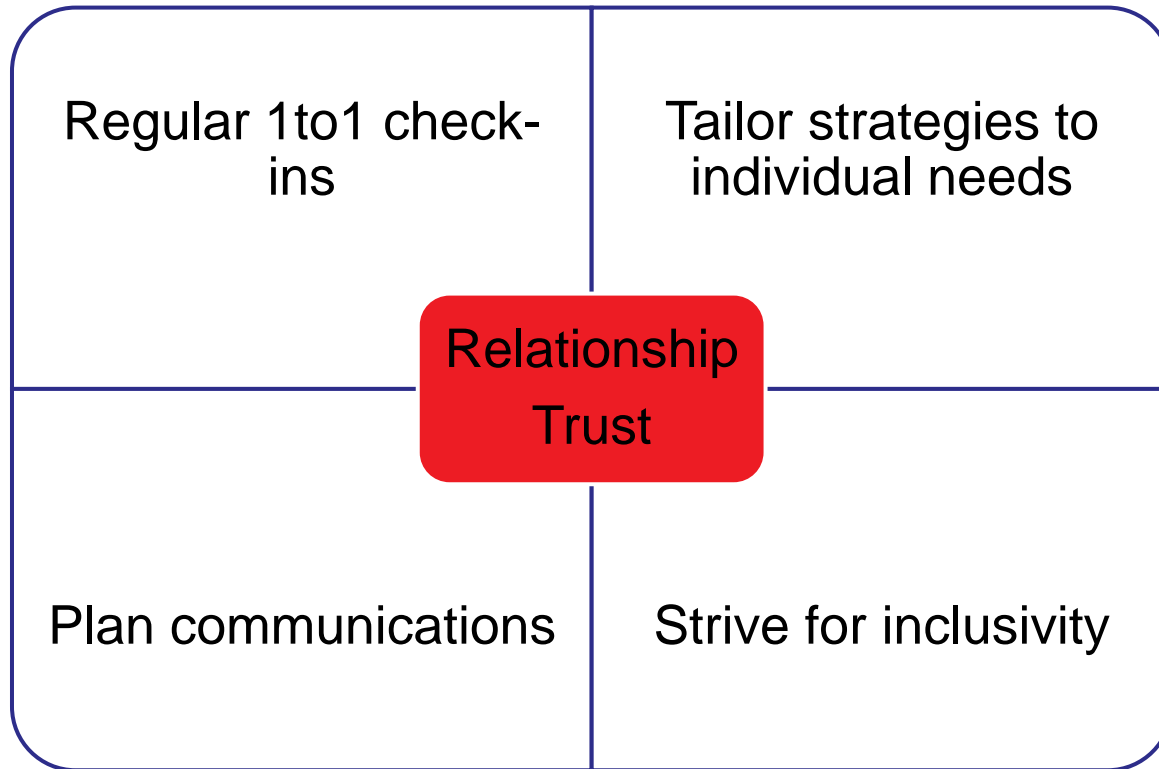 Regular 1to1 check-
ins
Tailor strategies to
individual needs
Relationship
Trust
Plan communications
Strive for inclusivity